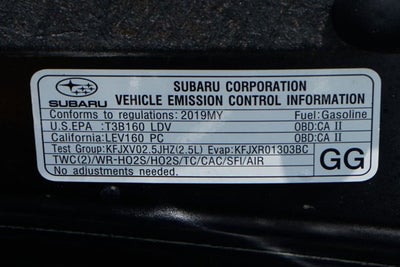 SUBARU CORPORATION
SUBARU VEHICLE EMISSION CONTROL INFORMATION
Conforms to regulations: 2019MY Fuel:Gasoline
U.S.EPA :T3B160 LDV OBD:CA II
California:LEV160 PC OBD:CA II
Test Group:KFJXV02.5JHZ(2.5L) Evap:KFJXR01303BC
TWC(2)/WR-HO2S/HO2S/TC/CAC/SFI/AIR
No adjustments needed.
GG